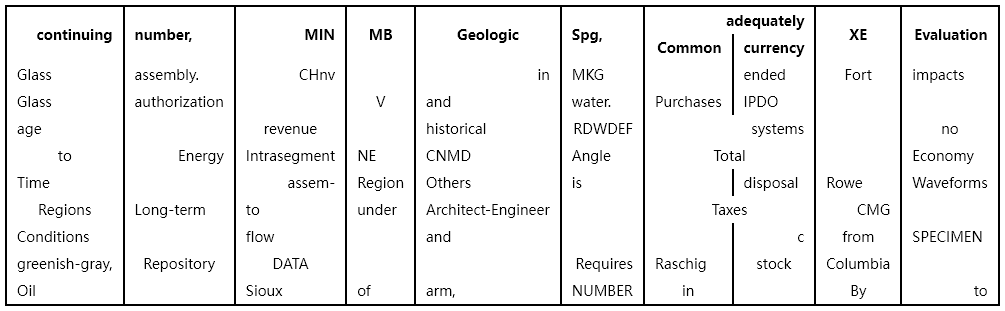 adequately
continuing number, MIN MB Geologic Spg, Common currency XE Evaluation
Glass assembly. CHnv in MKG ended Fort impacts
Glass authorization V and water. Purchases IPDO
age revenue historical RDWDEF systems no
to Energy Intrasegment NE CNMD Angle Total Economy
Time assem- Region Others is disposal Rowe Waveforms
Regions Long-term to under Architect-Engineer Taxes CMG
Conditions flow and c from SPECIMEN
greenish-gray, Repository DATA Requires Raschig stock Columbia
Oil Sioux of arm, NUMBER in By to